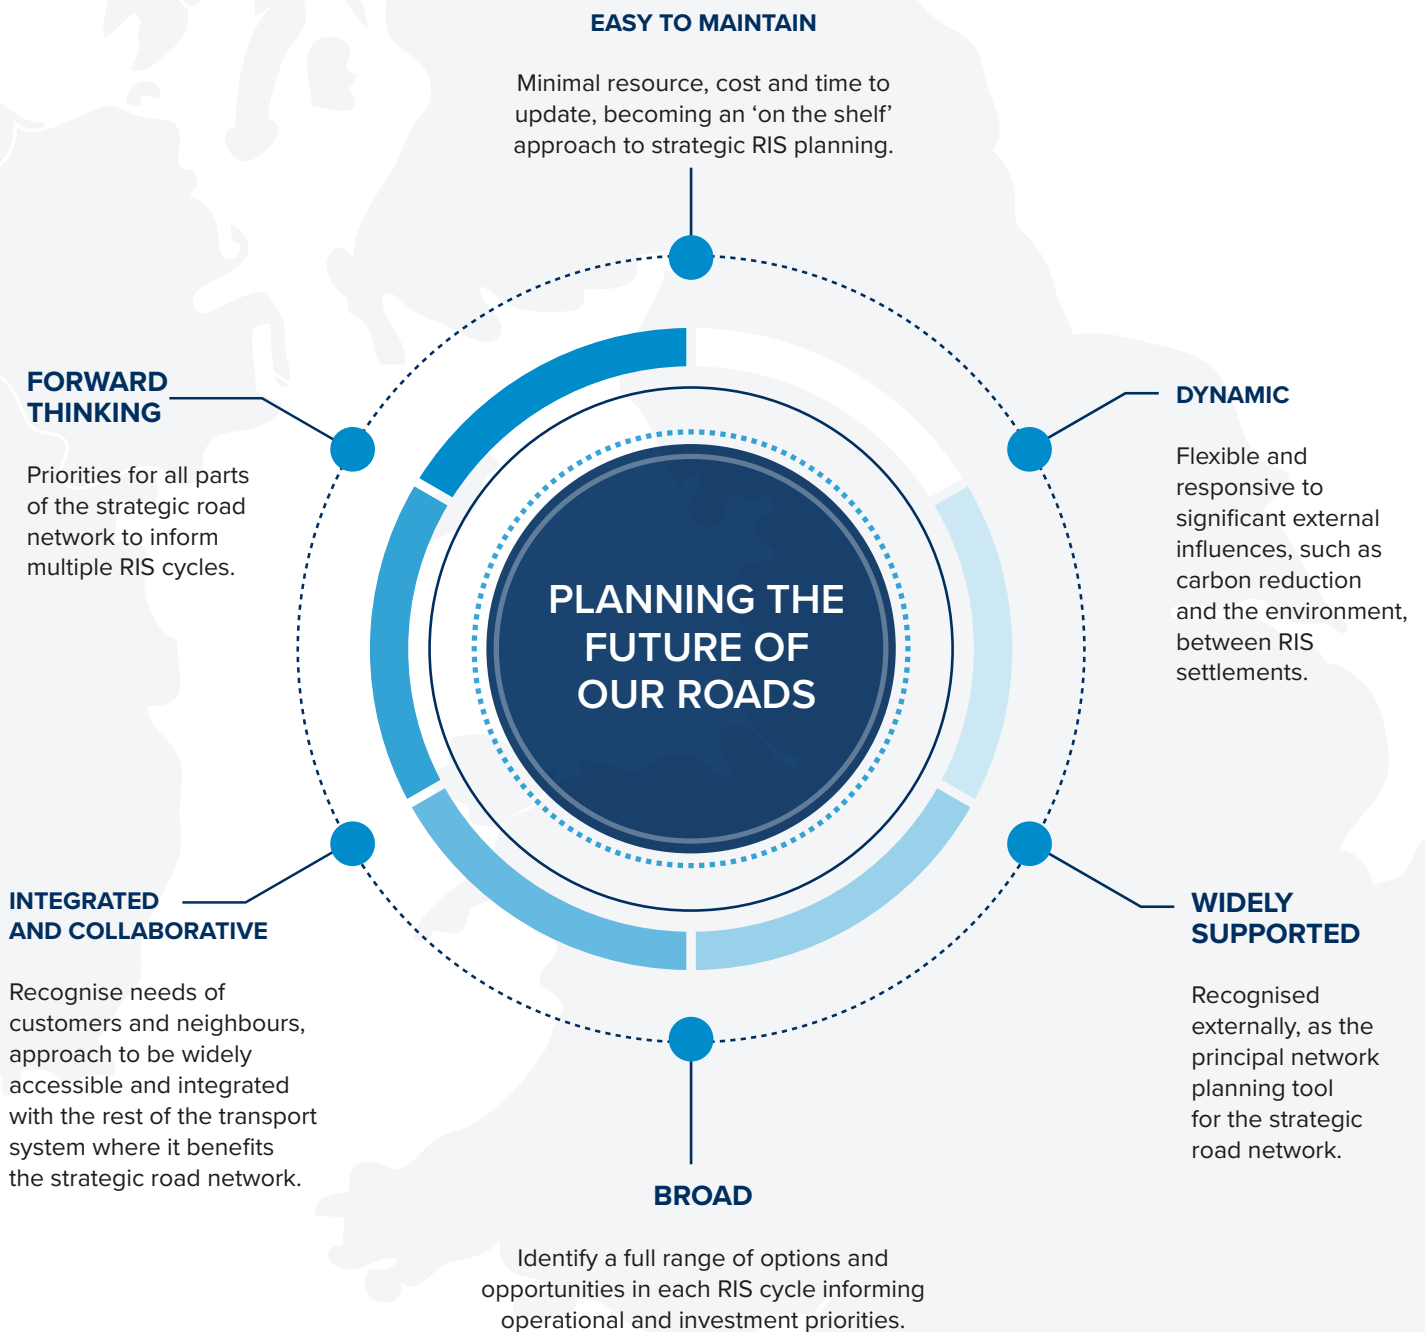 EASY TO MAINTAIN
Minimal resource, cost and time to
update, becoming an ‘on the shelf’
approach to strategic RIS planning.
DYNAMIC
Flexible and
responsive to
significant external
influences, such as
carbon reduction
and the environment,
between RIS
settlements.
WIDELY
SUPPORTED
Recognised
externally, as the
principal network
planning tool
for the strategic
road network.
BROAD
Identify a full range of options and
opportunities in each RIS cycle informing
operational and investment priorities.
INTEGRATED
AND COLLABORATIVE
Recognise needs of
customers and neighbours,
approach to be widely
accessible and integrated
with the rest of the transport
system where it benefits
the strategic road network.
FORWARD
THINKING
Priorities for all parts
of the strategic road
network to inform
multiple RIS cycles.
PLANNING THE
FUTURE OF
OUR ROADS